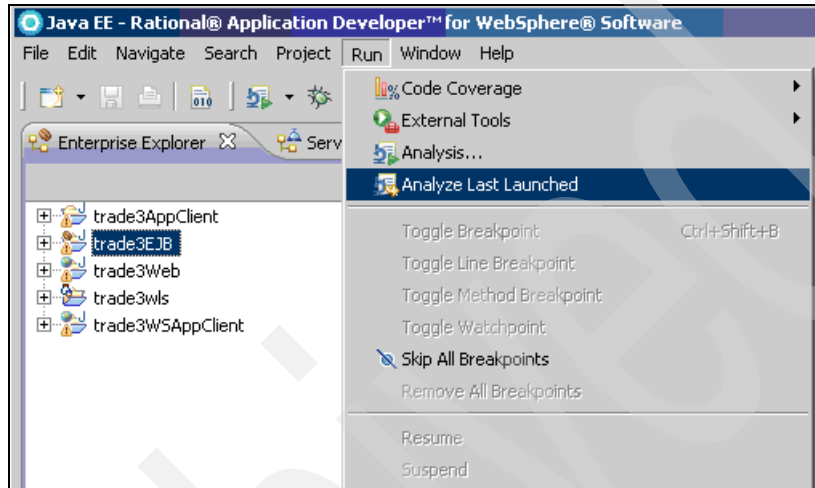 Java EE - Rational® Application Developer™ for WebSphere® Software
File Edit Navigate Search Project Run Window Help
010
Enterprise Explorer
Serv
trade3AppClient
trade3EJB
trade3Web
trade3wls
trade3WSAppClient
Code Coverage
External Tools
Analysis...
Analyze Last Launched
Toggle Breakpoint Ctrl+Shift+B
Toggle Line Breakpoint
Toggle Method Breakpoint
Toggle Watchpoint
Skip All Breakpoints
Remove All Breakpoints
Resume
Suspend